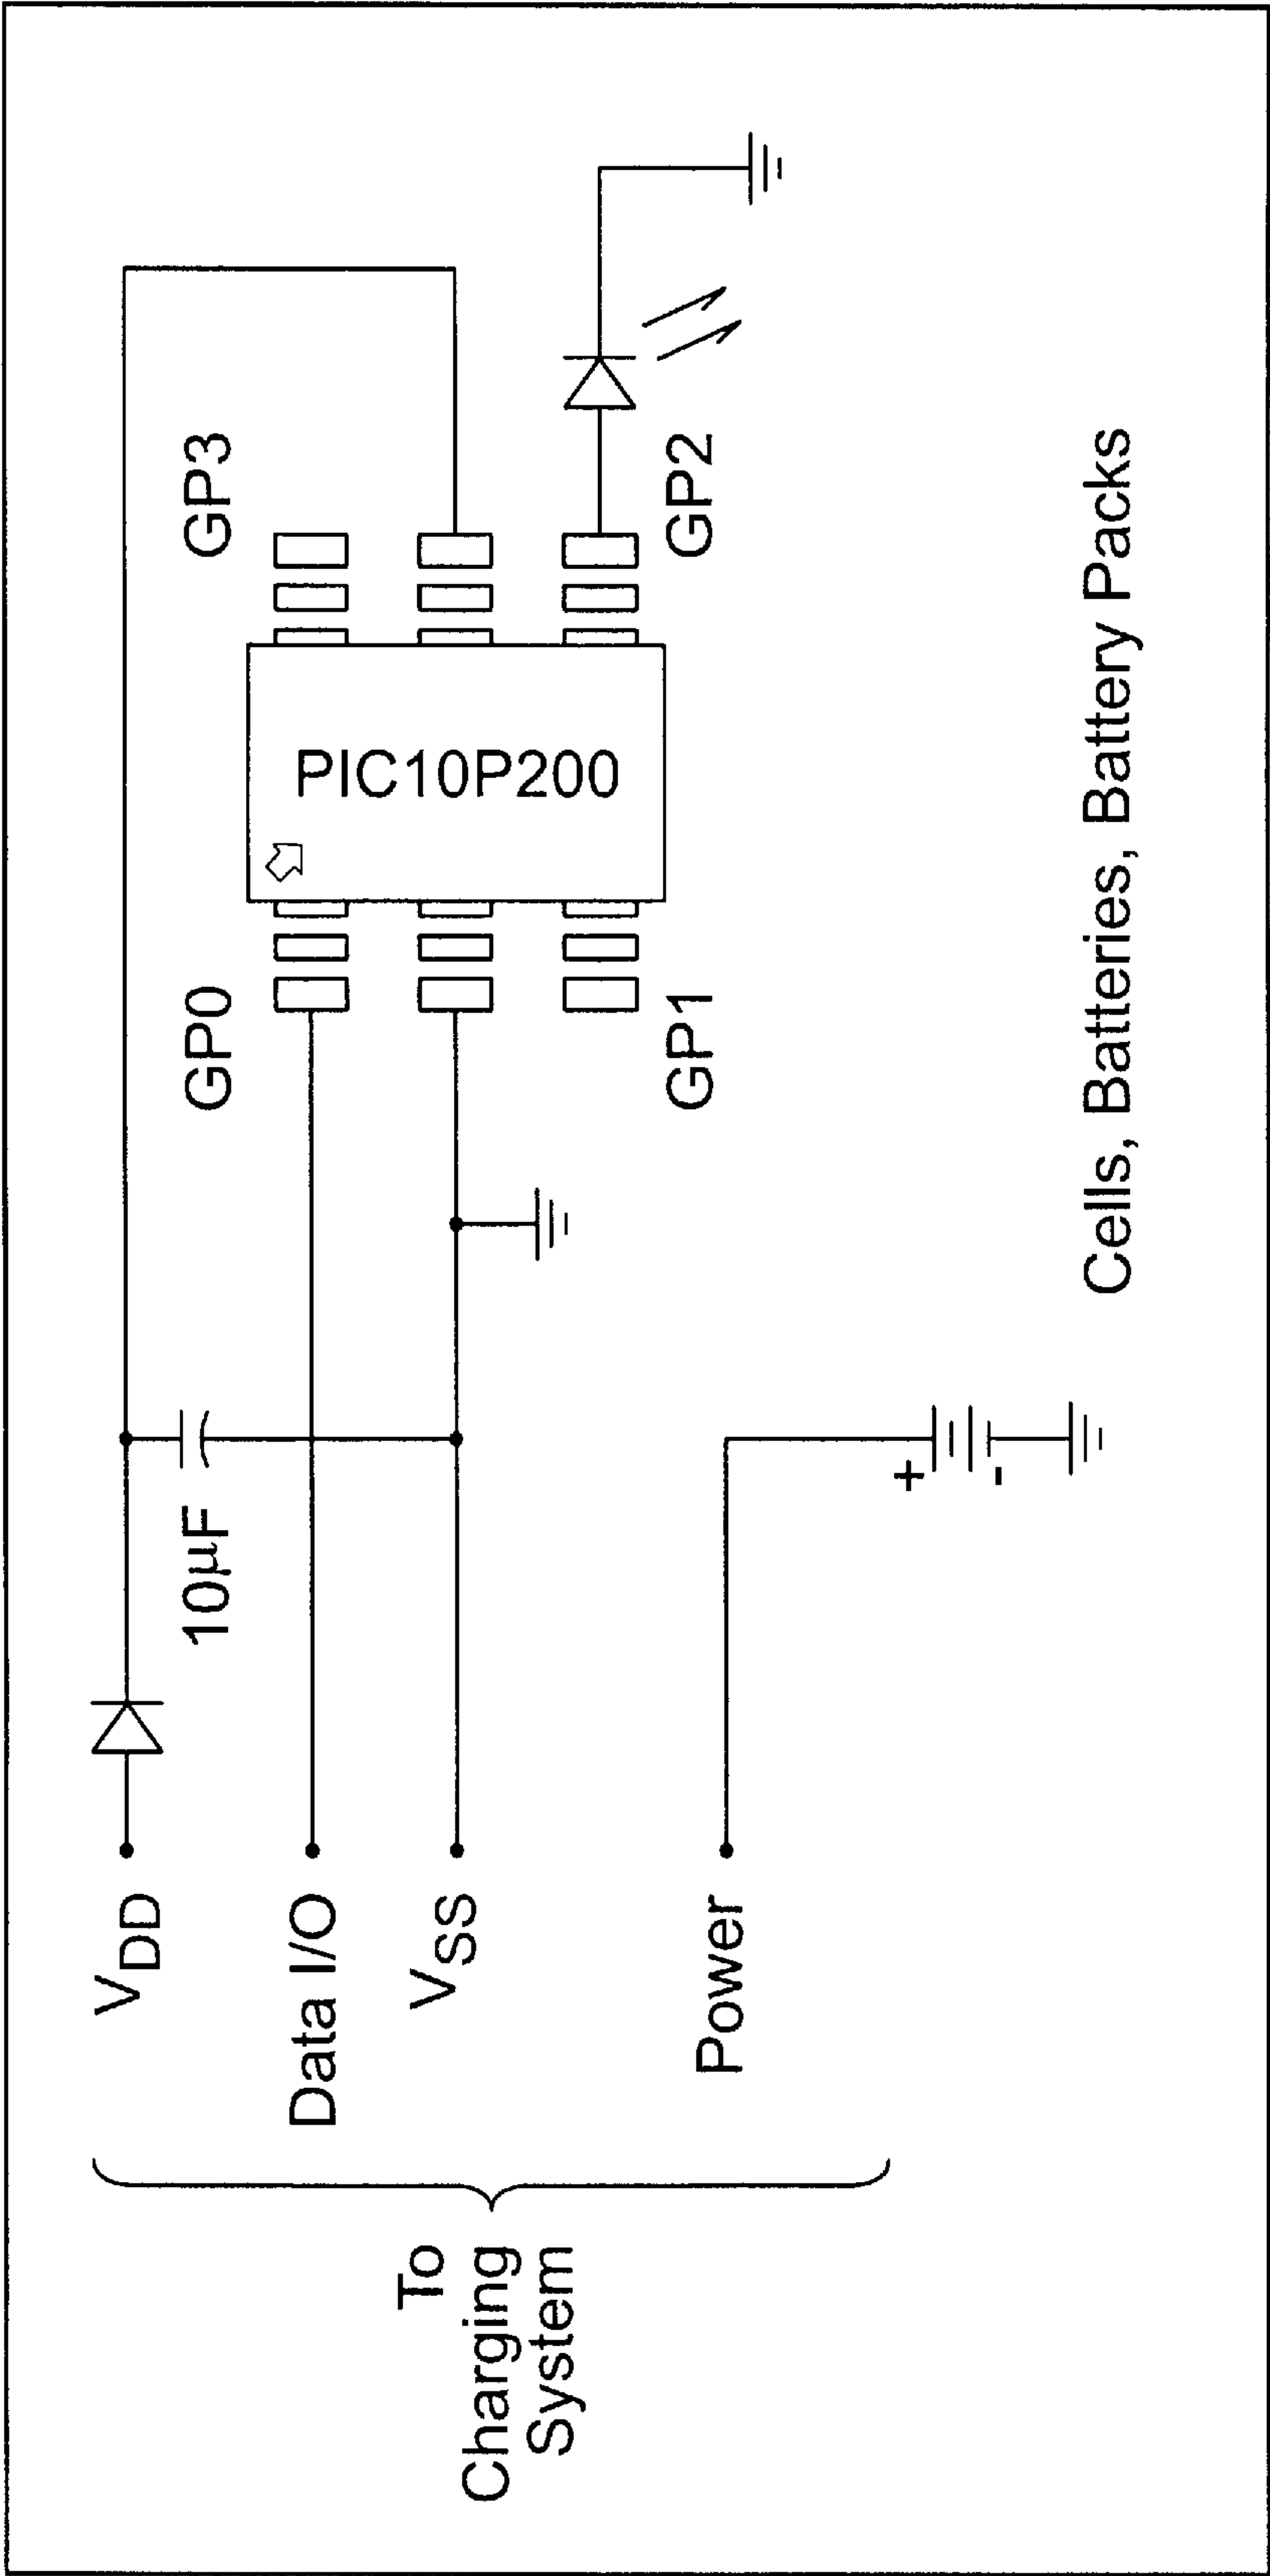 VDD
Data I/O
VSS
Power
To
Charging
System
10µF
+
-
GP0
GP1
PIC10P200
GP3
GP2
Cells, Batteries, Battery Packs